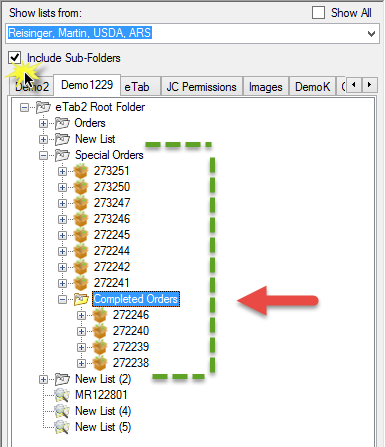 Show lists from: Show All
Reisinger, Martin, USDA, ARS
Include Sub-Folders
Demo2 Demo1229 eTab JC Permissions Images DemoK
eTab2 Root Folder
Orders
New List
Special Orders
273251
273250
273247
273246
272245
272244
272242
272241
Completed Orders
272246
272240
272239
272238
New List (2)
MR122801
New List (4)
New List (5)